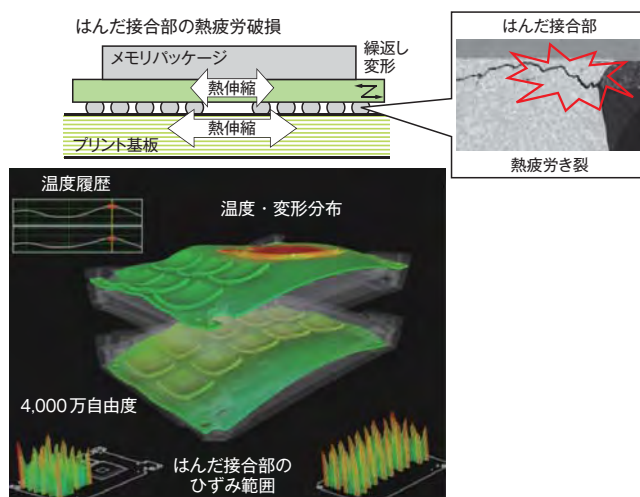 はんだ接合部の熱疲労破損
メモリパッケージ
繰返し
変形
熱伸縮
熱伸縮
プリント基板
はんだ接合部
熱疲労き裂
温度履歴
温度・変形分布
4,000万自由度
はんだ接合部の
ひずみ範囲